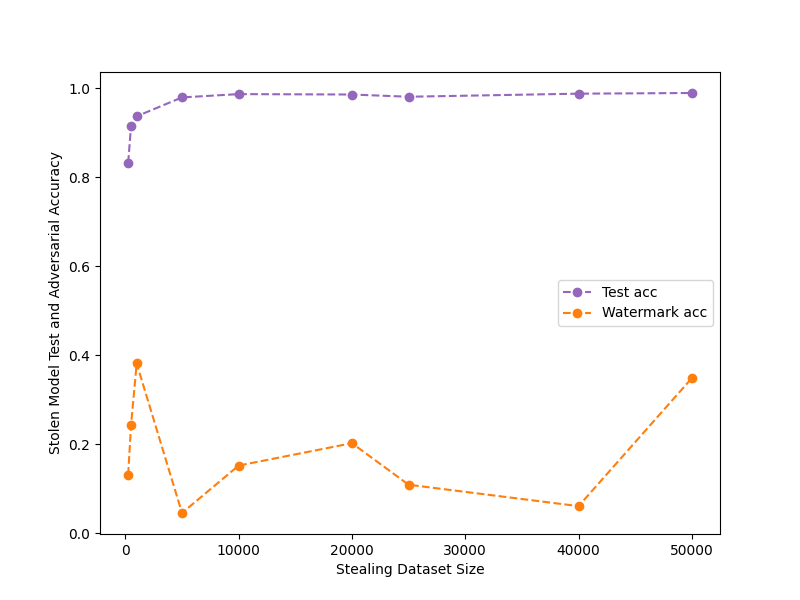 1.0
0.8
0.6
0.4
0.2
0.0
Stolen Model Test and Adversarial Accuracy
Test acc
Watermark acc
0 10000 20000 30000 40000 50000
Stealing Dataset Size